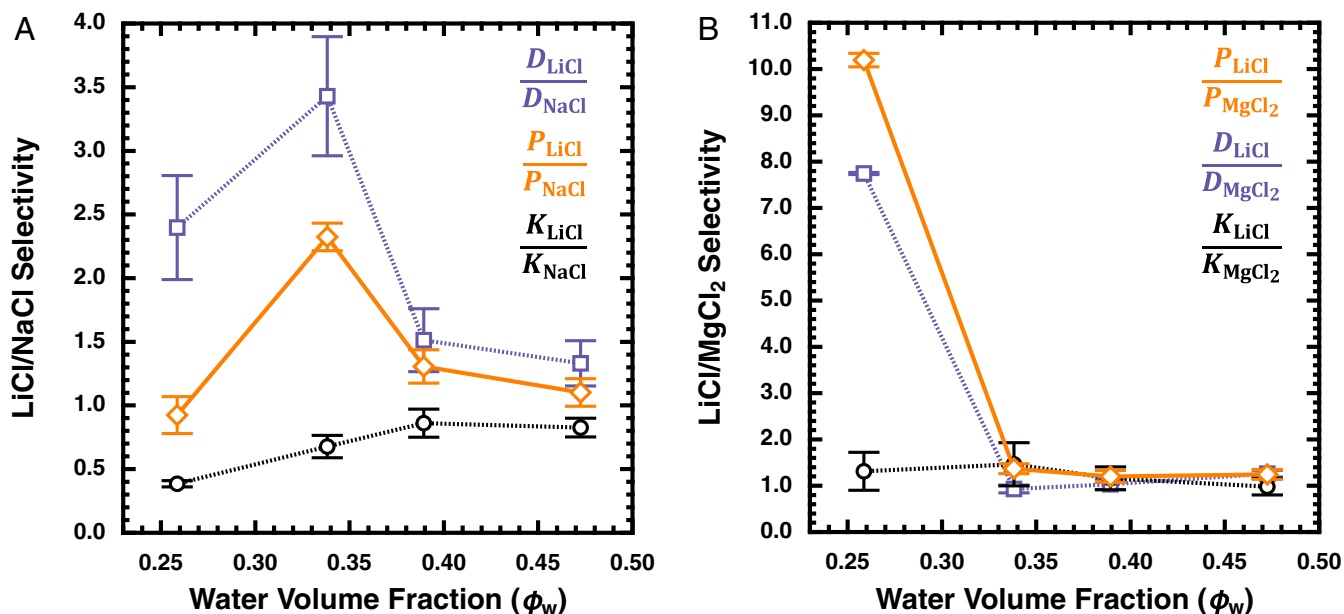 A
4.0
3.5
3.0
2.5
2.0
1.5
1.0
0.5
0.0
LiCl/NaCl Selectivity
D_LiCl
D_NaCl
P_LiCl
P_NaCl
K_LiCl
K_NaCl
0.25 0.30 0.35 0.40 0.45 0.50
Water Volume Fraction (ϕ_w)
B
11.0
10.0
9.0
8.0
7.0
6.0
5.0
4.0
3.0
2.0
1.0
0.0
LiCl/MgCl₂ Selectivity
P_LiCl
P_MgCl₂
D_LiCl
D_MgCl₂
K_LiCl
K_MgCl₂
0.25 0.30 0.35 0.40 0.45 0.50
Water Volume Fraction (ϕ_w)